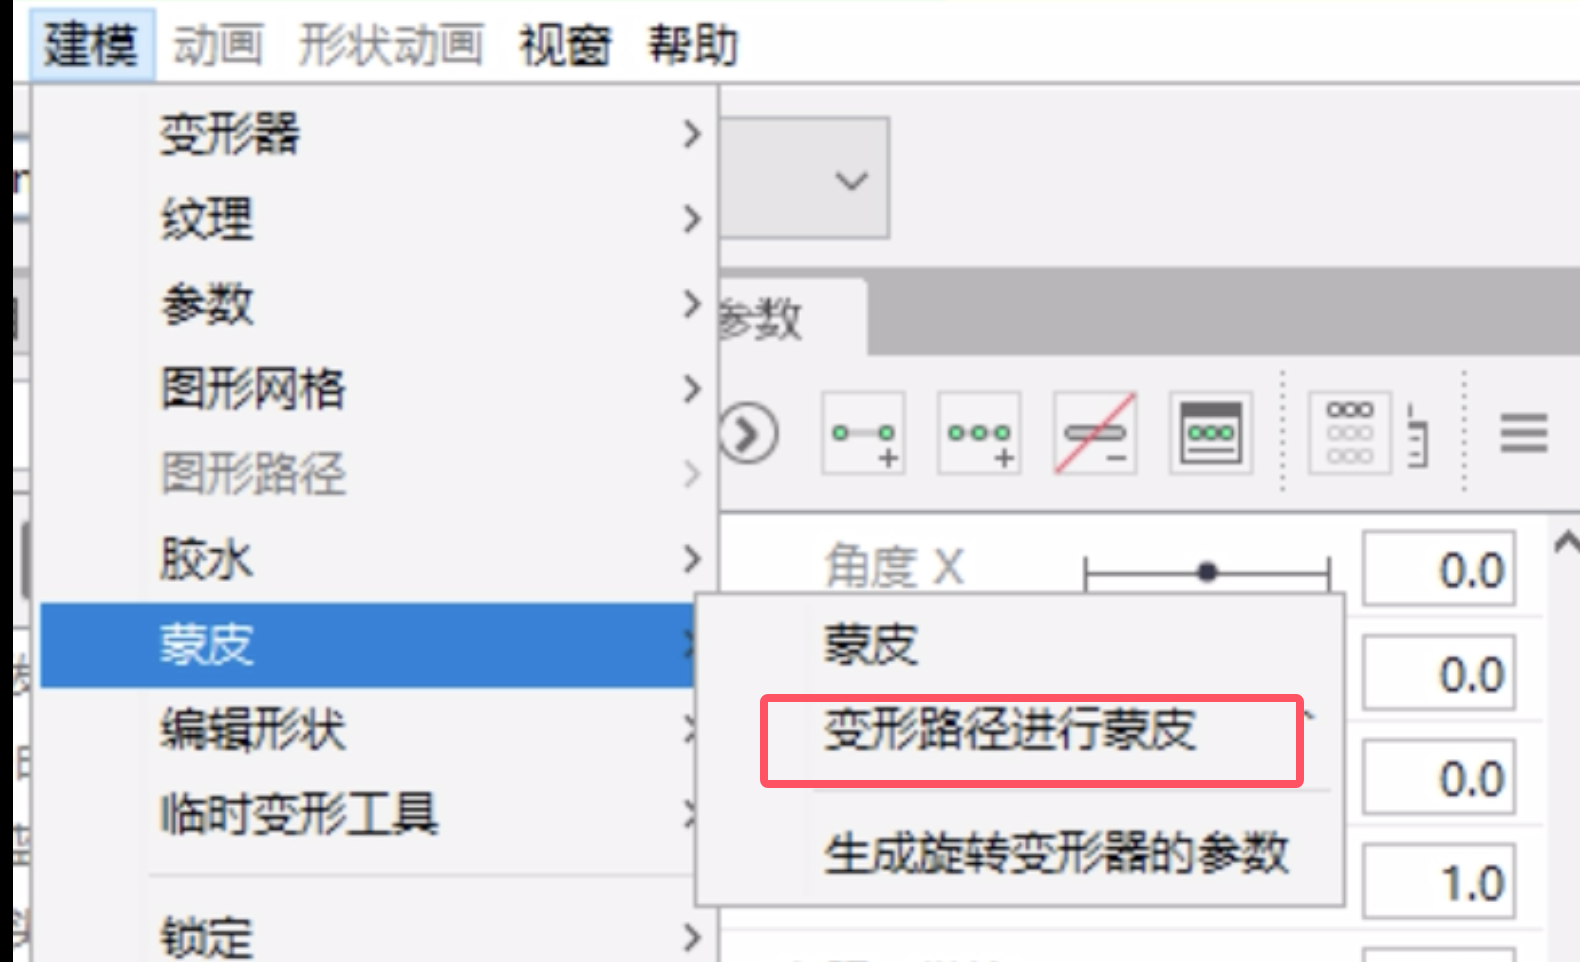 建模 动画 形状动画 视窗 帮助
变形器
纹理
参数
参数
图形网格
图形路径
胶水
角度 X 0.0
蒙皮
蒙皮
0.0
编辑形状
变形路径进行蒙皮
0.0
临时变形工具
生成旋转变形器的参数
1.0
锁定